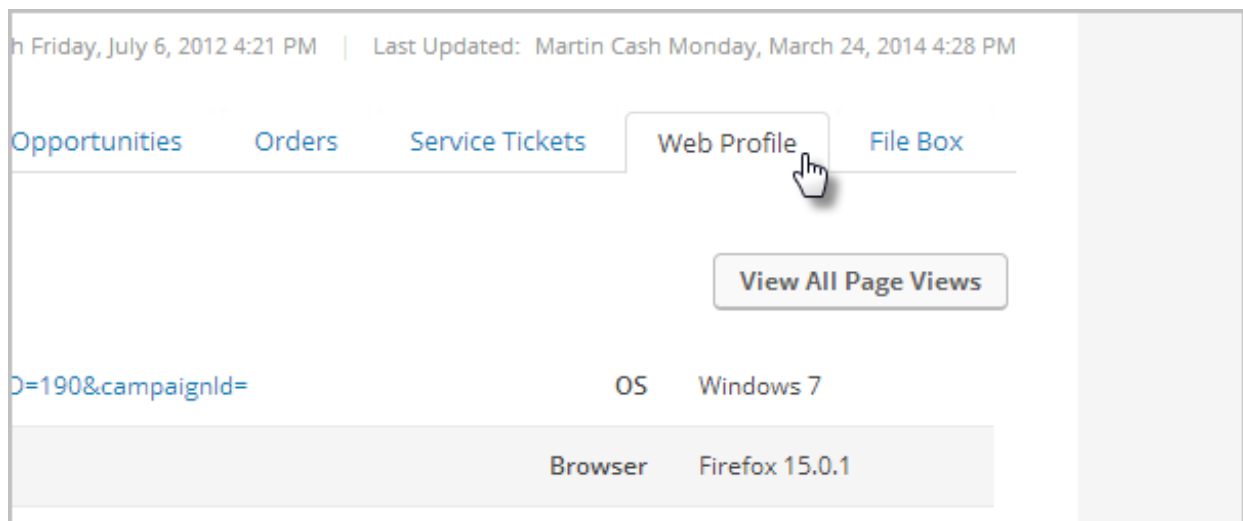 h Friday, July 6, 2012 4:21 PM | Last Updated: Martin Cash Monday, March 24, 2014 4:28 PM
Opportunities Orders Service Tickets Web Profile File Box
View All Page Views
D=190&campaignId= OS Windows 7
Browser Firefox 15.0.1